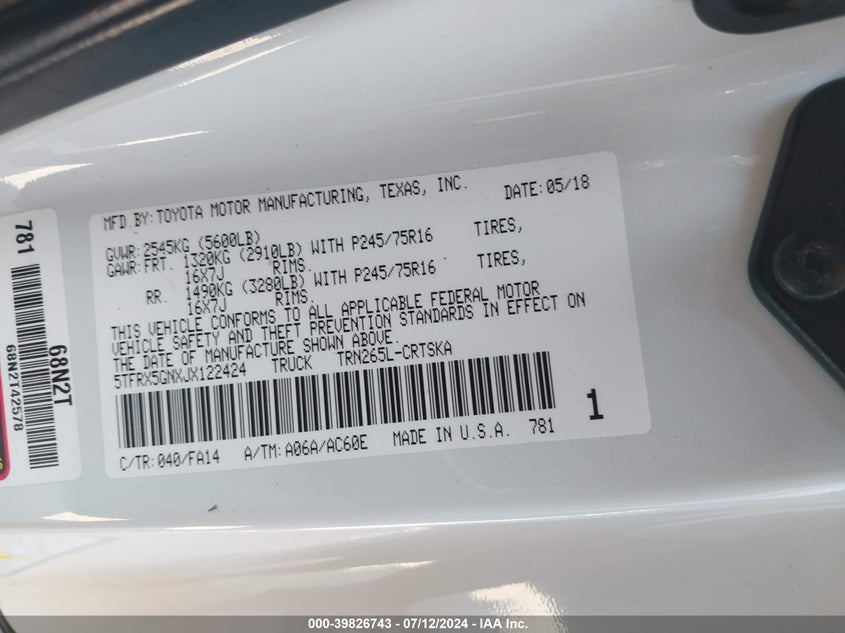 MFD BY: TOYOTA MOTOR MANUFACTURING, TEXAS, INC. DATE: 05/18
GVWR: 2545KG (5600LB)
GAWR: FRT. 1320KG (2910LB) WITH P245/75R16 TIRES,
16X7J RIMS.
RR. 1490KG (3280LB) WITH P245/75R16 TIRES,
16X7J RIMS.
THIS VEHICLE CONFORMS TO ALL APPLICABLE FEDERAL MOTOR
VEHICLE SAFETY AND THEFT PREVENTION STANDARDS IN EFFECT ON
THE DATE OF MANUFACTURE SHOWN ABOVE.
5TFRX5GNXJX122424 TRUCK TRN265L-CRTSKA
1
C/TR: 040/FA14 A/TM: A06A/AC60E MADE IN U.S.A. 781
781
68N2T
68N2T42578
000-39826743 / 07/12/2024 - IAA Inc.